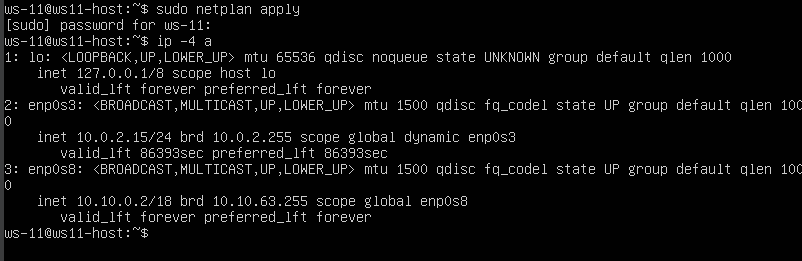 ws-11@ws11-host:~$ sudo netplan apply
[sudo] password for ws-11:
ws-11@ws11-host:~$ ip -4 a
1: lo: <LOOPBACK,UP,LOWER_UP> mtu 65536 qdisc noqueue state UNKNOWN group default qlen 1000
    inet 127.0.0.1/8 scope host lo
       valid_lft forever preferred_lft forever
2: enp0s3: <BROADCAST,MULTICAST,UP,LOWER_UP> mtu 1500 qdisc fq_codel state UP group default qlen 100
0
    inet 10.0.2.15/24 brd 10.0.2.255 scope global dynamic enp0s3
       valid_lft 86393sec preferred_lft 86393sec
3: enp0s8: <BROADCAST,MULTICAST,UP,LOWER_UP> mtu 1500 qdisc fq_codel state UP group default qlen 100
0
    inet 10.10.0.2/18 brd 10.10.63.255 scope global enp0s8
       valid_lft forever preferred_lft forever
ws-11@ws11-host:~$